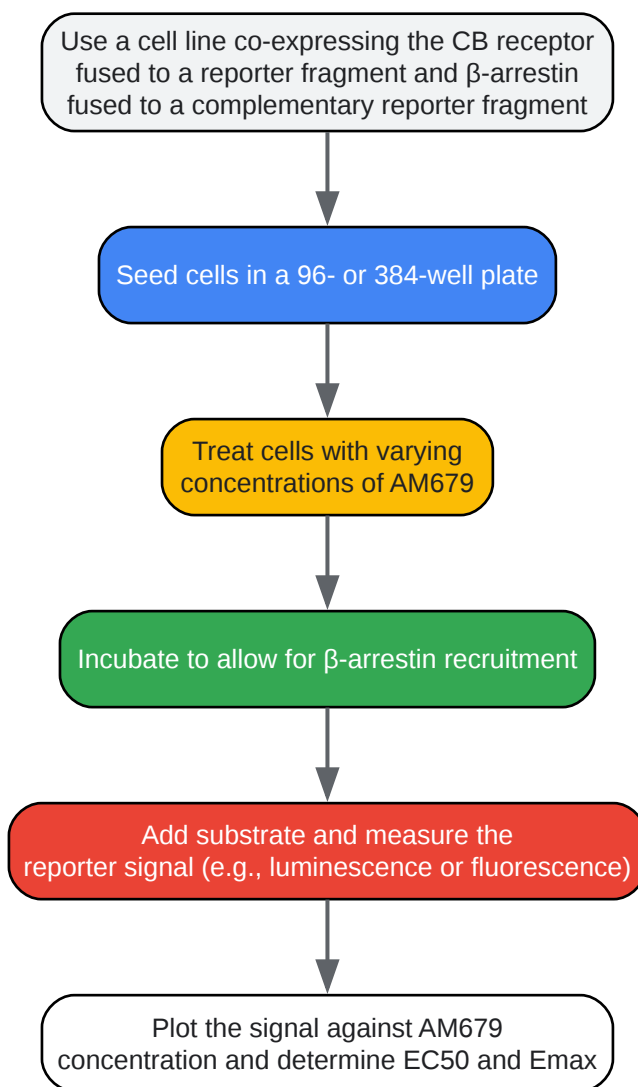 Use a cell line co-expressing the CB receptor
fused to a reporter fragment and β-arrestin
fused to a complementary reporter fragment
Seed cells in a 96- or 384-well plate
Treat cells with varying
concentrations of AM679
Incubate to allow for β-arrestin recruitment
Add substrate and measure the
reporter signal (e.g., luminescence or fluorescence)
Plot the signal against AM679
concentration and determine EC50 and Emax